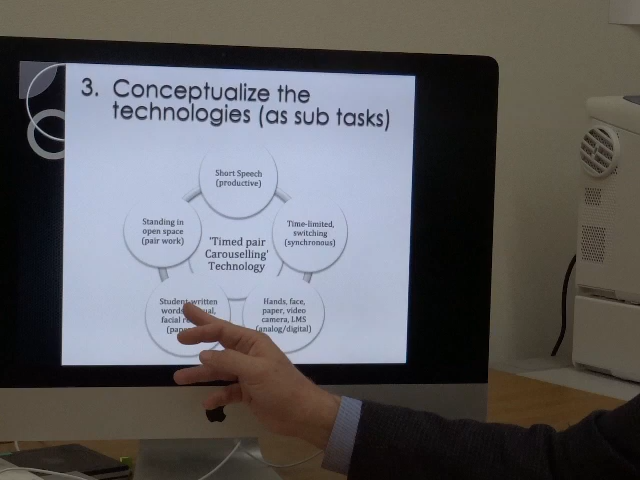 3. Conceptualize the
technologies (as sub tasks)
Short Speech
(productive)
Standing in
open space
(pair work)
Time-limited,
switching
(synchronous)
'Timed pair
Carouselling'
Technology
Student-written
facial
Hands, face,
paper, video
camera, LMS
(analog/digital)